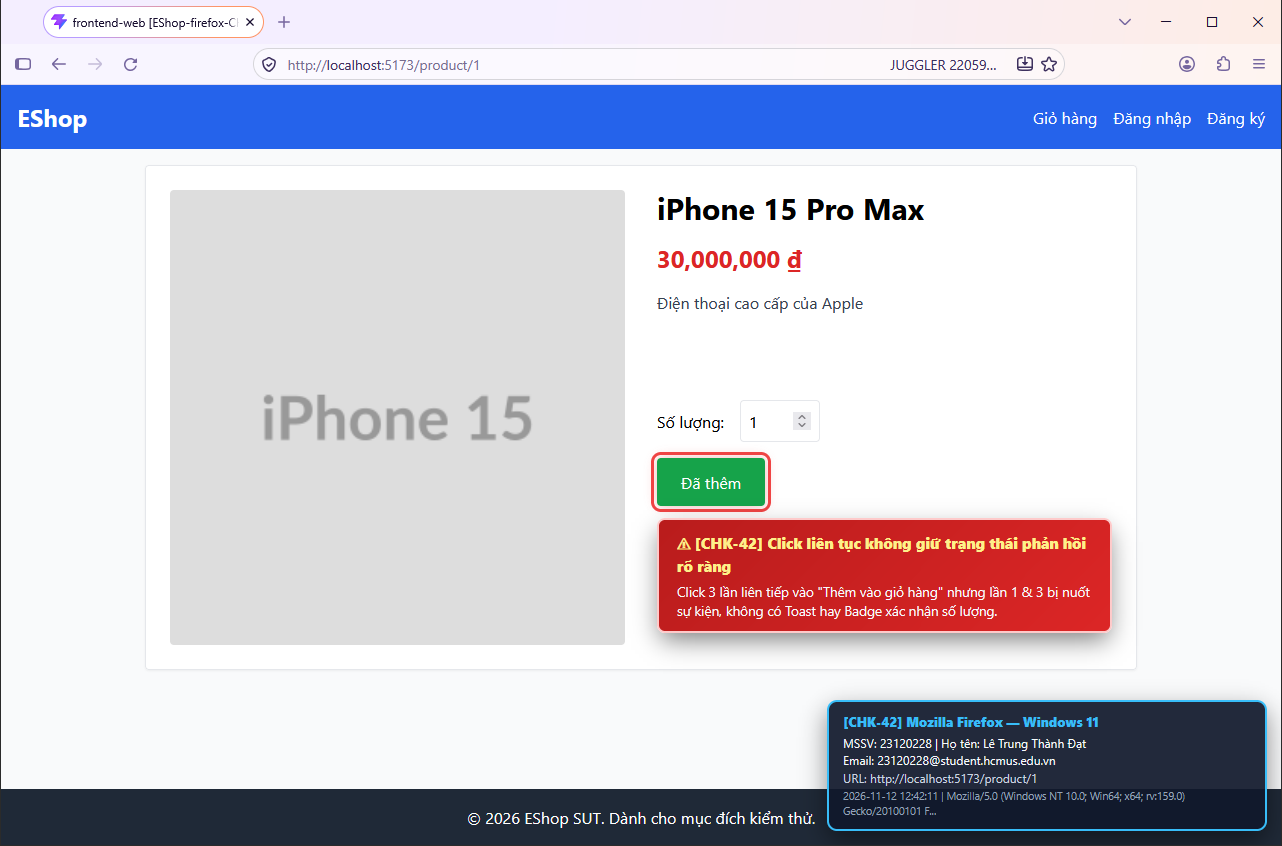 frontend-web [EShop-firefox-Cl
http://localhost:5173/product/1
JUGGLER 22059...
EShop
Giỏ hàng
Đăng nhập
Đăng ký
iPhone 15
iPhone 15 Pro Max
30,000,000 ₫
Điện thoại cao cấp của Apple
Số lượng:
1
Đã thêm
⚠ [CHK-42] Click liên tục không giữ trạng thái phản hồi
rõ ràng
Click 3 lần liên tiếp vào "Thêm vào giỏ hàng" nhưng lần 1 & 3 bị nuốt
sự kiện, không có Toast hay Badge xác nhận số lượng.
[CHK-42] Mozilla Firefox — Windows 11
MSSV: 23120228 | Họ tên: Lê Trung Thành Đạt
Email: 23120228@student.hcmus.edu.vn
URL: http://localhost:5173/product/1
2026-11-12 12:42:11 | Mozilla/5.0 (Windows NT 10.0; Win64; x64; rv:159.0)
Gecko/20100101 F...
© 2026 EShop SUT. Dành cho mục đích kiểm thử.